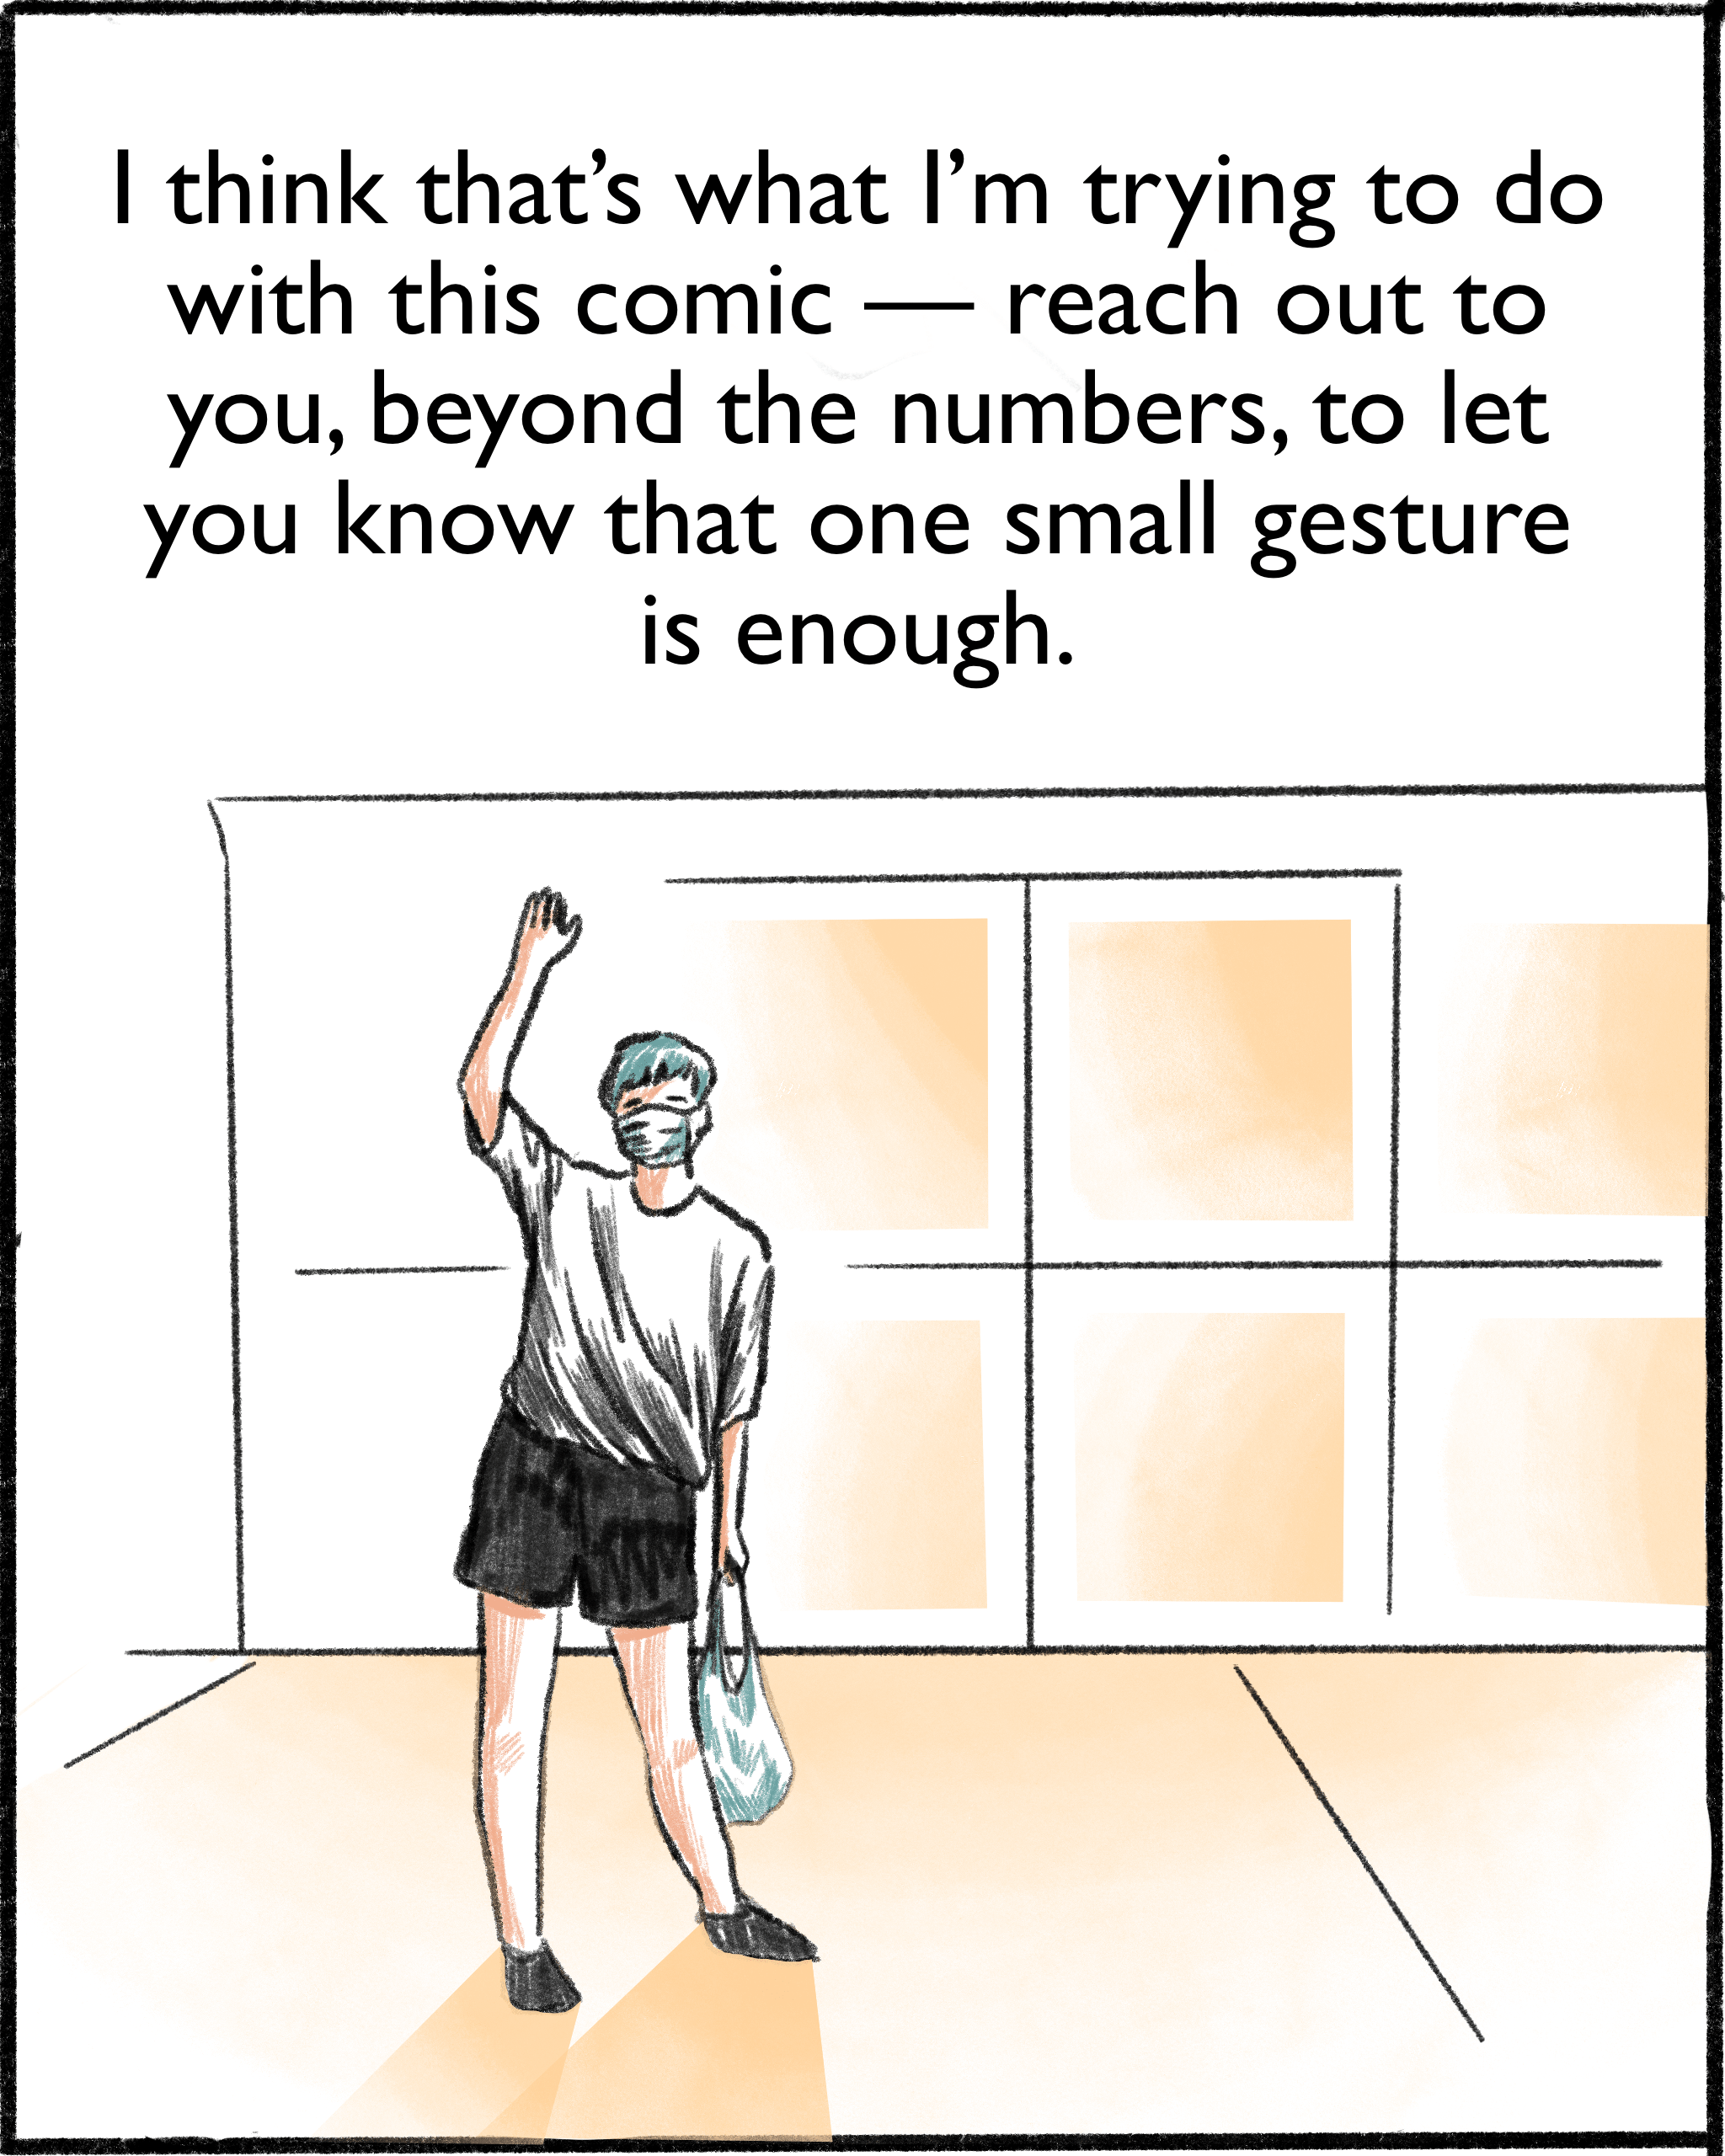 I think that’s what I’m trying to do
with this comic — reach out to
you, beyond the numbers, to let
you know that one small gesture
is enough.